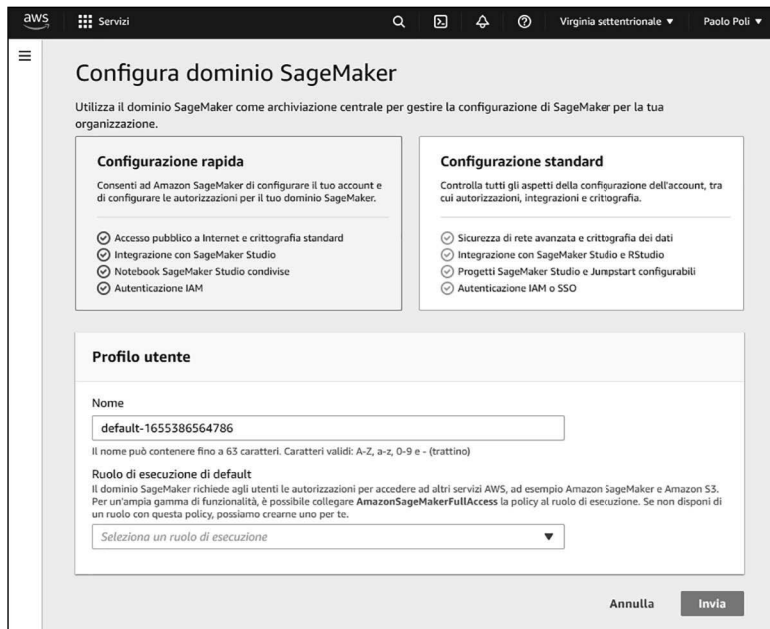 aws Servizi Virginia settentrionale Paolo Poli
Configura dominio SageMaker
Utilizza il dominio SageMaker come archiviazione centrale per gestire la configurazione di SageMaker per la tua
organizzazione.
Configurazione rapida
Consenti ad Amazon SageMaker di configurare il tuo account e
di configurare le autorizzazioni per il tuo dominio SageMaker.
Accesso pubblico a Internet e crittografia standard
Integrazione con SageMaker Studio
Notebook SageMaker Studio condivise
Autenticazione IAM
Configurazione standard
Controlla tutti gli aspetti della configurazione dell'account, tra
cui autorizzazioni, integrazioni e crittografia.
Sicurezza di rete avanzata e crittografia dei dati
Integrazione con SageMaker Studio e RStudio
Progetti SageMaker Studio e Jumpstart configurabili
Autenticazione IAM o SSO
Profilo utente
Nome
default-1655386564786
Il nome può contenere fino a 63 caratteri. Caratteri validi: A-Z, a-z, 0-9 e - (trattino)
Ruolo di esecuzione di default
Il dominio SageMaker richiede agli utenti le autorizzazioni per accedere ad altri servizi AWS, ad esempio Amazon SageMaker e Amazon S3.
Per un'ampia gamma di funzionalità, è possibile collegare AmazonSageMakerFullAccess la policy al ruolo di esecuzione. Se non disponi di
un ruolo con questa policy, possiamo crearne uno per te.
Seleziona un ruolo di esecuzione
Annulla Invia